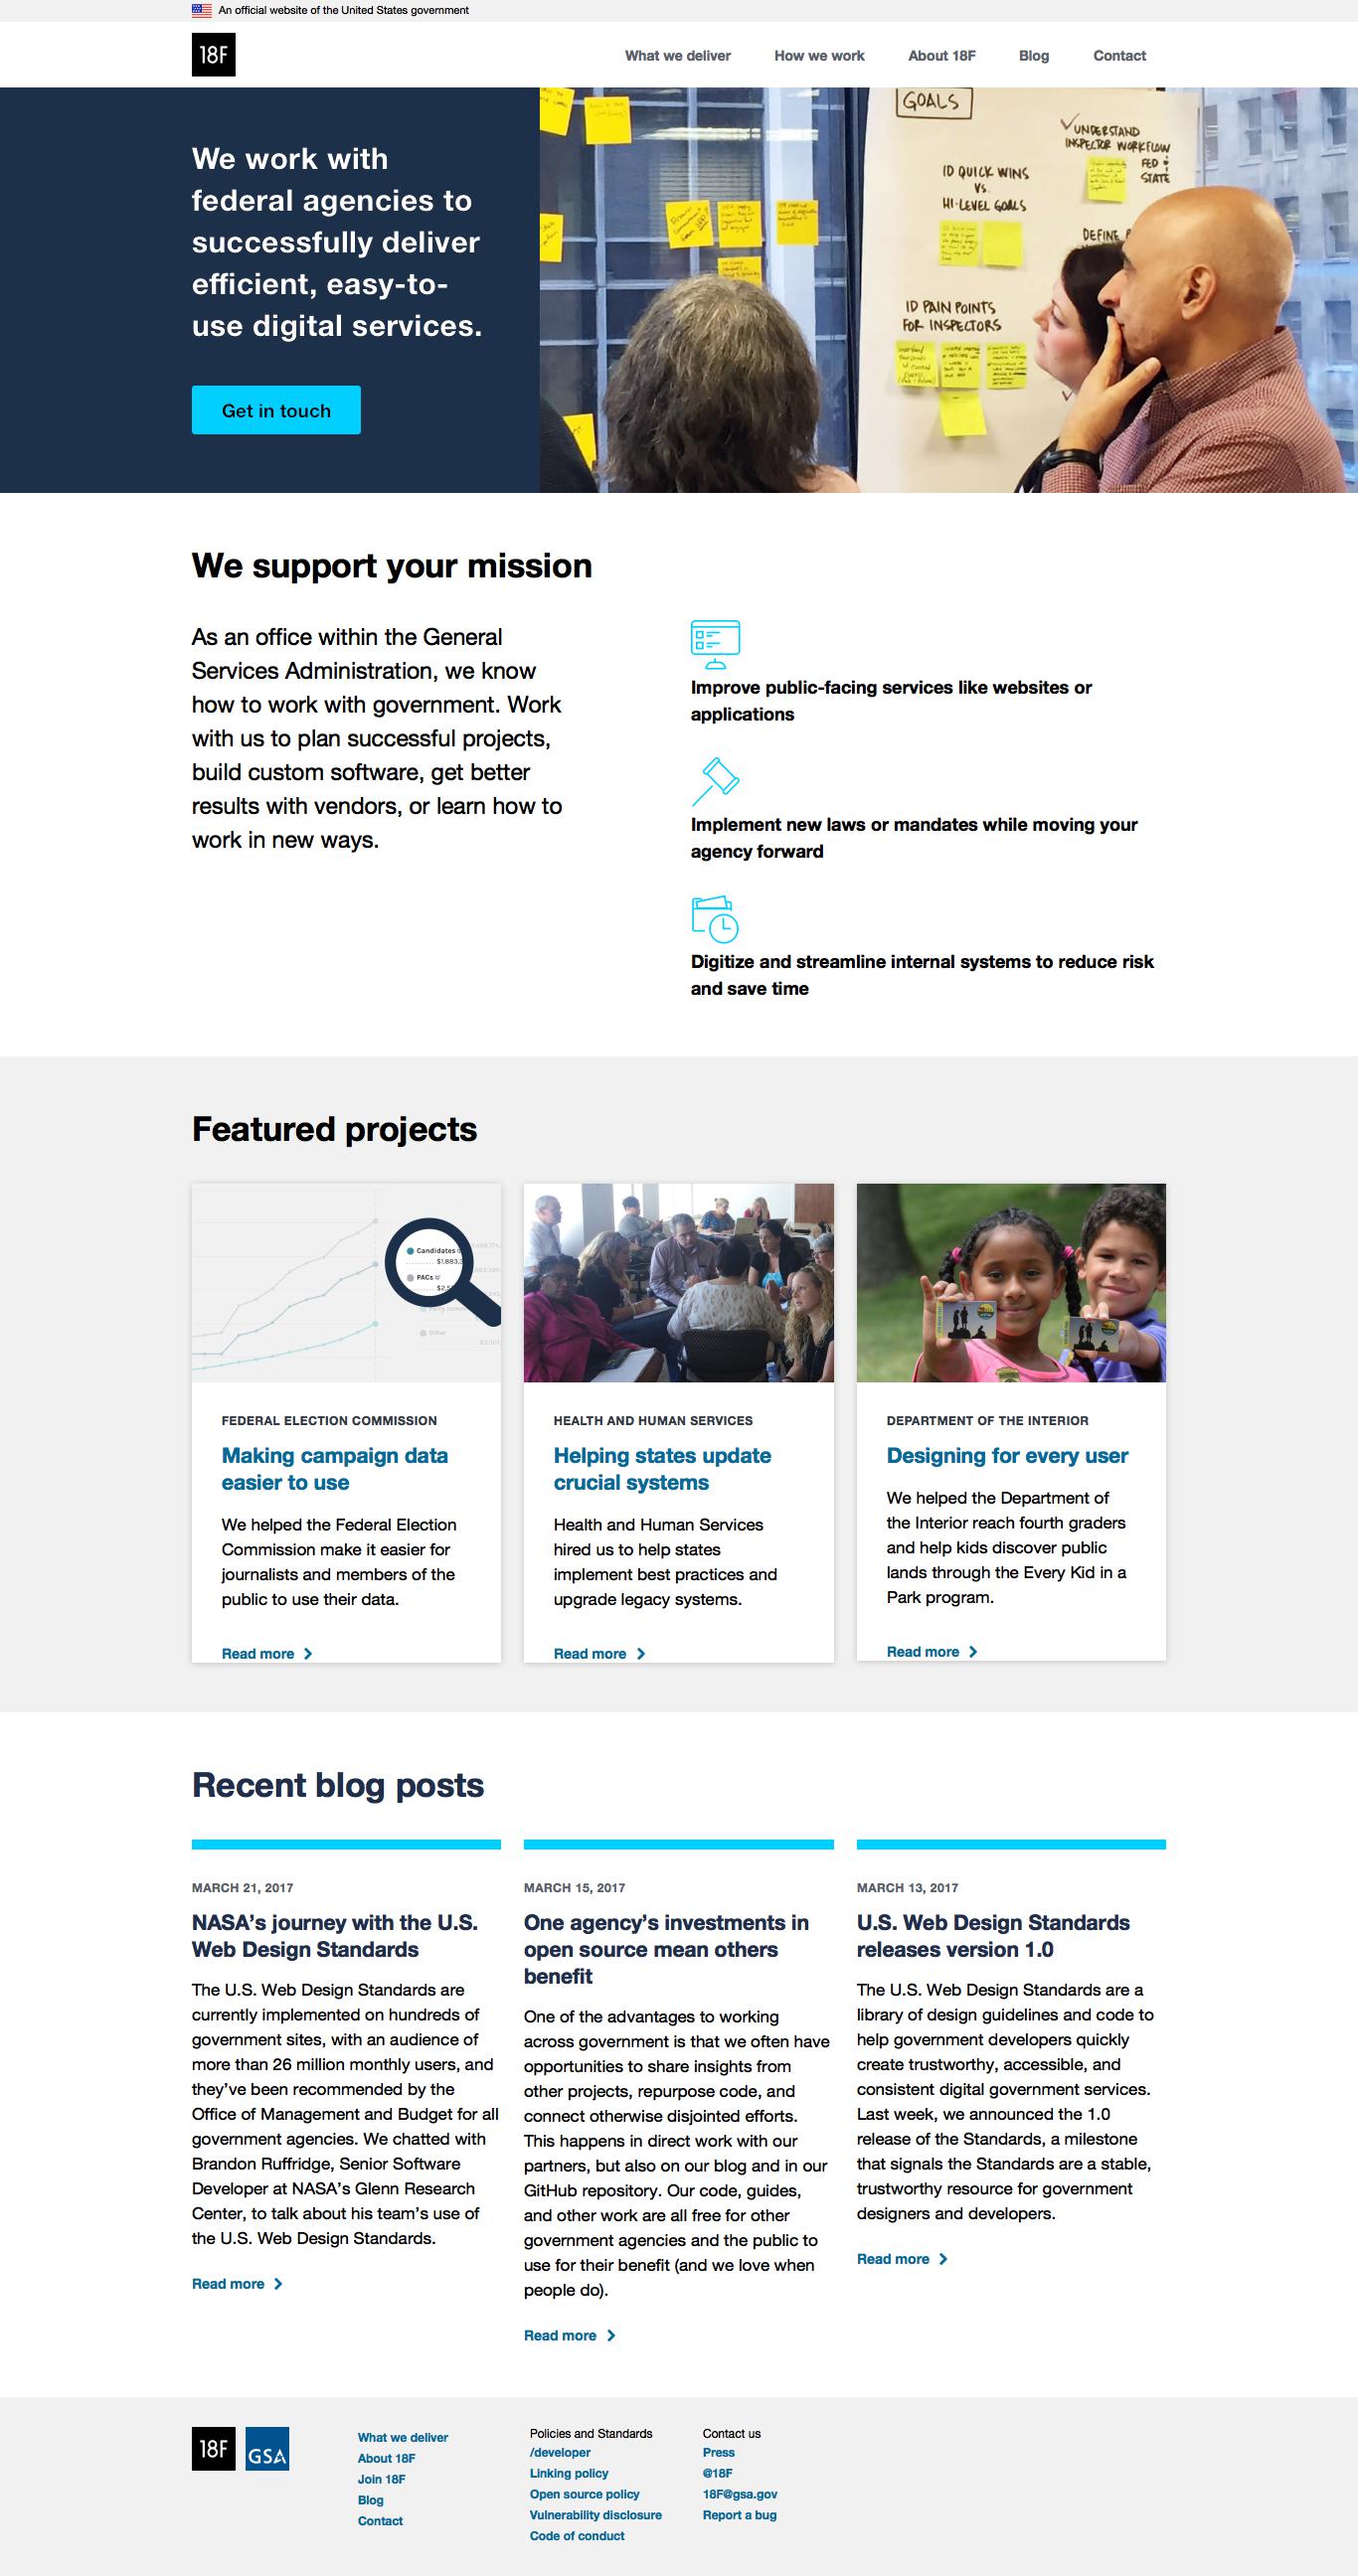 An official website of the United States government
18F
What we deliver
How we work
About 18F
Blog
Contact
We work with
federal agencies to
successfully deliver
efficient, easy-to-
use digital services.
Get in touch
GOALS
UNDERSTAND
INSPECTOR WORKFLOW
FED &
STATE
ID QUICK WINS
VS.
HI-LEVEL GOALS
DEFINE
ID PAIN POINTS
FOR INSPECTORS
We support your mission
As an office within the General
Services Administration, we know
how to work with government. Work
with us to plan successful projects,
build custom software, get better
results with vendors, or learn how to
work in new ways.
Improve public-facing services like websites or
applications
Implement new laws or mandates while moving your
agency forward
Digitize and streamline internal systems to reduce risk
and save time
Featured projects
Candidates
PACs
Other
FEDERAL ELECTION COMMISSION
Making campaign data
easier to use
We helped the Federal Election
Commission make it easier for
journalists and members of the
public to use their data.
Read more
HEALTH AND HUMAN SERVICES
Helping states update
crucial systems
Health and Human Services
hired us to help states
implement best practices and
upgrade legacy systems.
Read more
DEPARTMENT OF THE INTERIOR
Designing for every user
We helped the Department of
the Interior reach fourth graders
and help kids discover public
lands through the Every Kid in a
Park program.
Read more
Recent blog posts
MARCH 21, 2017
NASA’s journey with the U.S.
Web Design Standards
The U.S. Web Design Standards are
currently implemented on hundreds of
government sites, with an audience of
more than 26 million monthly users, and
they’ve been recommended by the
Office of Management and Budget for all
government agencies. We chatted with
Brandon Ruffridge, Senior Software
Developer at NASA’s Glenn Research
Center, to talk about his team’s use of
the U.S. Web Design Standards.
Read more
MARCH 15, 2017
One agency’s investments in
open source mean others
benefit
One of the advantages to working
across government is that we often have
opportunities to share insights from
other projects, repurpose code, and
connect otherwise disjointed efforts.
This happens in direct work with our
partners, but also on our blog and in our
GitHub repository. Our code, guides,
and other work are all free for other
government agencies and the public to
use for their benefit (and we love when
people do).
Read more
MARCH 13, 2017
U.S. Web Design Standards
releases version 1.0
The U.S. Web Design Standards are a
library of design guidelines and code to
help government developers quickly
create trustworthy, accessible, and
consistent digital government services.
Last week, we announced the 1.0
release of the Standards, a milestone
that signals the Standards are a stable,
trustworthy resource for government
designers and developers.
Read more
18F
GSA
What we deliver
About 18F
Join 18F
Blog
Contact
Policies and Standards
/developer
Linking policy
Open source policy
Vulnerability disclosure
Code of conduct
Contact us
Press
@18F
18F@gsa.gov
Report a bug